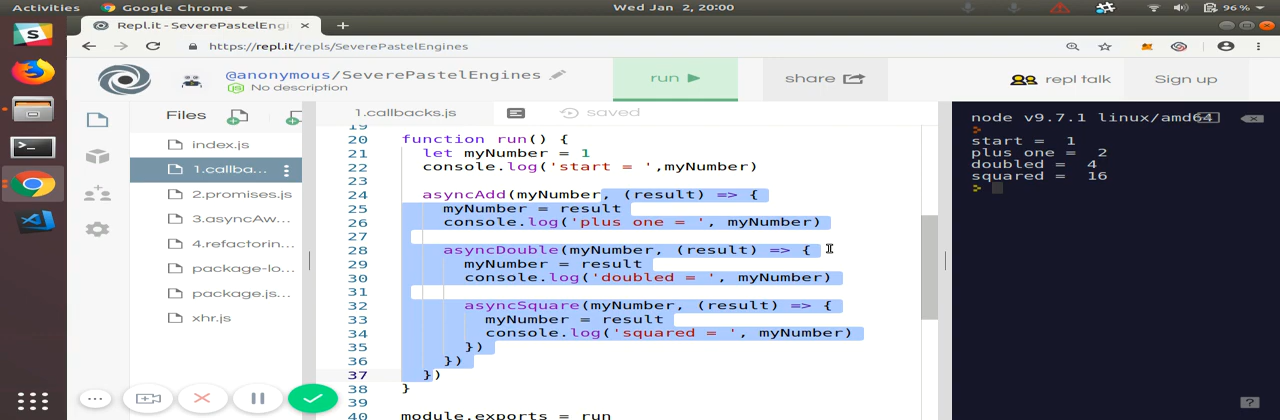 Activities
Google Chrome
Wed Jan 2, 20:00
96 %
Repl.it - SeverePastelEngi
https://repl.it/repls/SeverePastelEngines
@anonymous/SeverePastelEngines
No description
run
share
repl talk
Sign up
Files
index.js
1.callba...
2.promises.js
3.asyncAw...
4.refactorin...
package-lo...
package.js...
xhr.js
1.callbacks.js
saved
19
20 function run() {
21 let myNumber = 1
22 console.log('start = ',myNumber)
23
24 asyncAdd(myNumber, (result) => {
25 myNumber = result
26 console.log('plus one = ', myNumber)
27
28 asyncDouble(myNumber, (result) => {
29 myNumber = result
30 console.log('doubled = ', myNumber)
31
32 asyncSquare(myNumber, (result) => {
33 myNumber = result
34 console.log('squared = ', myNumber)
35 })
36 })
37 })
38 }
39
40 module.exports = run
node v9.7.1 linux/amd64
start = 1
plus one = 2
doubled = 4
squared = 16